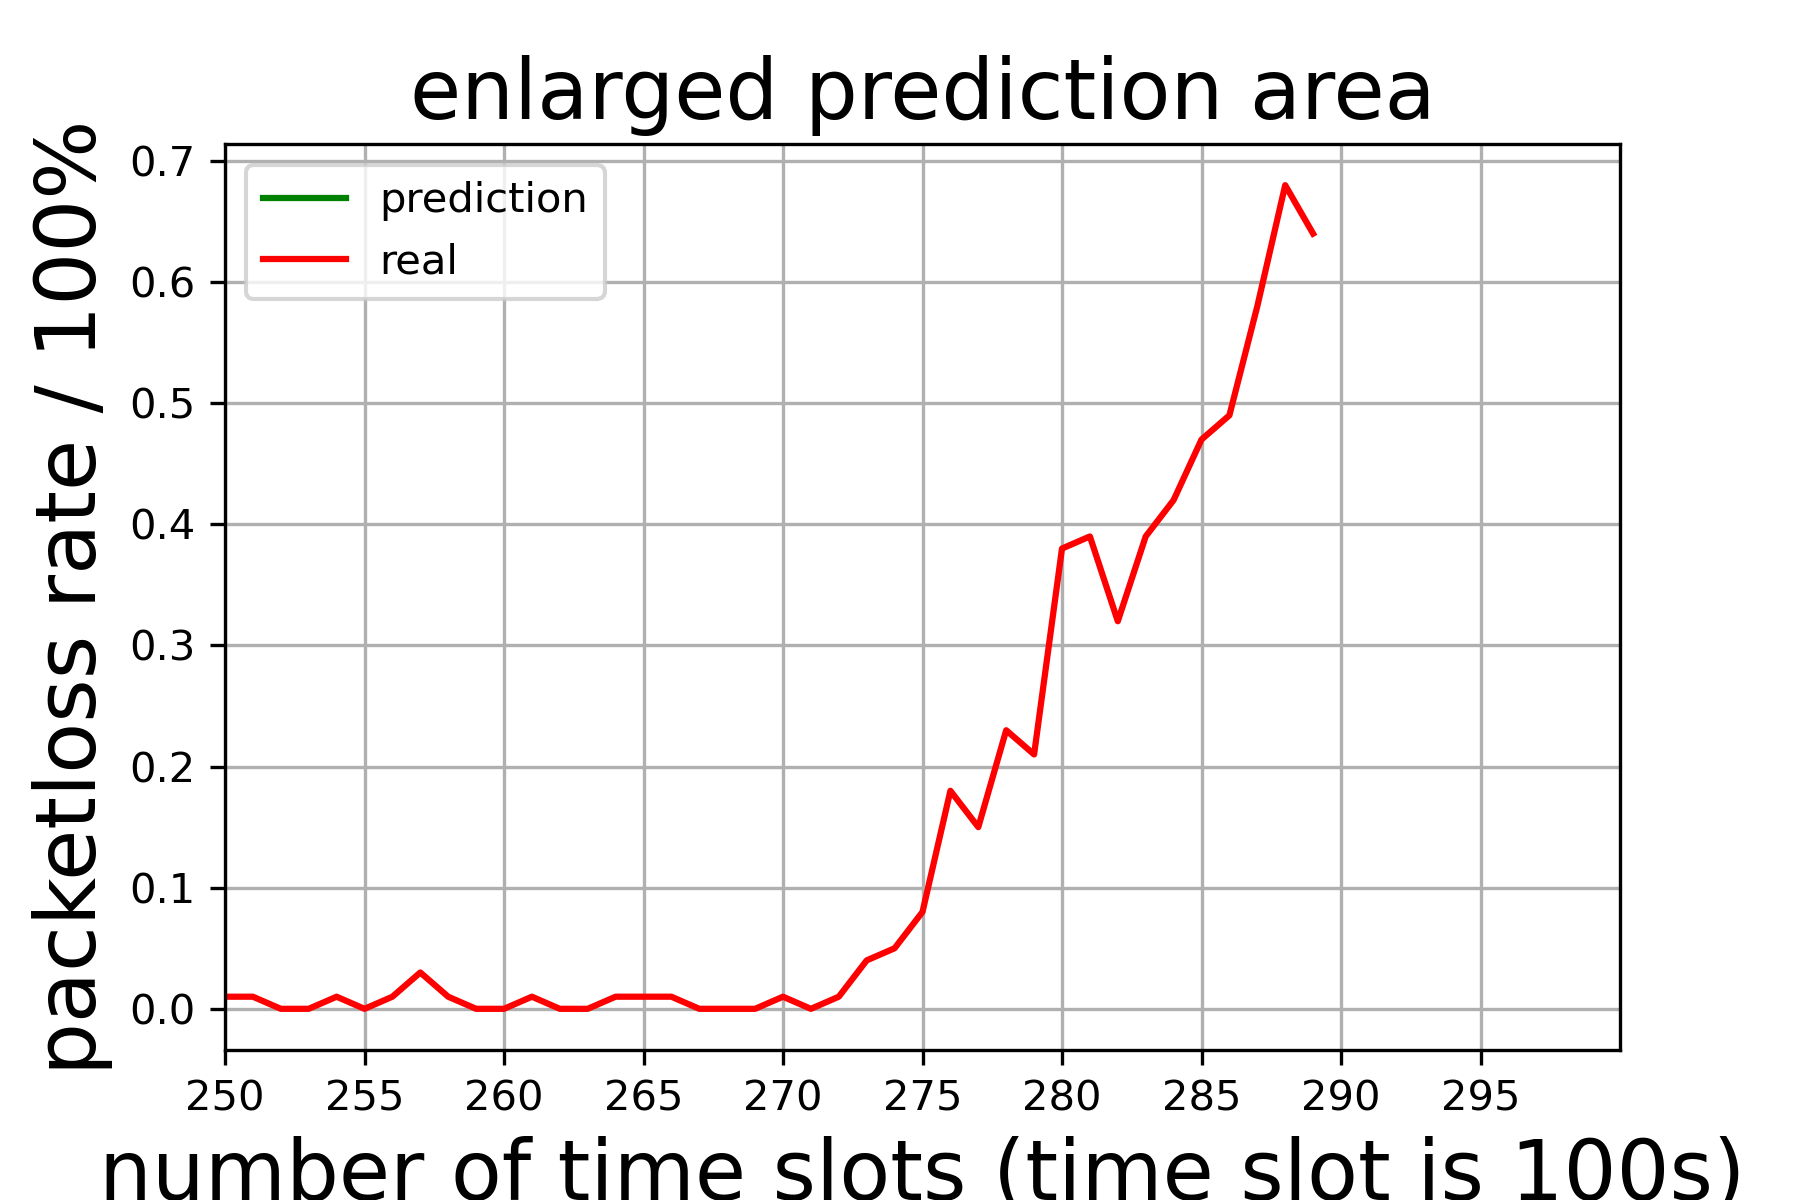 enlarged prediction area
prediction
real
packetloss rate / 100%
0.7
0.6
0.5
0.4
0.3
0.2
0.1
0.0
250 255 260 265 270 275 280 285 290 295
number of time slots (time slot is 100s)